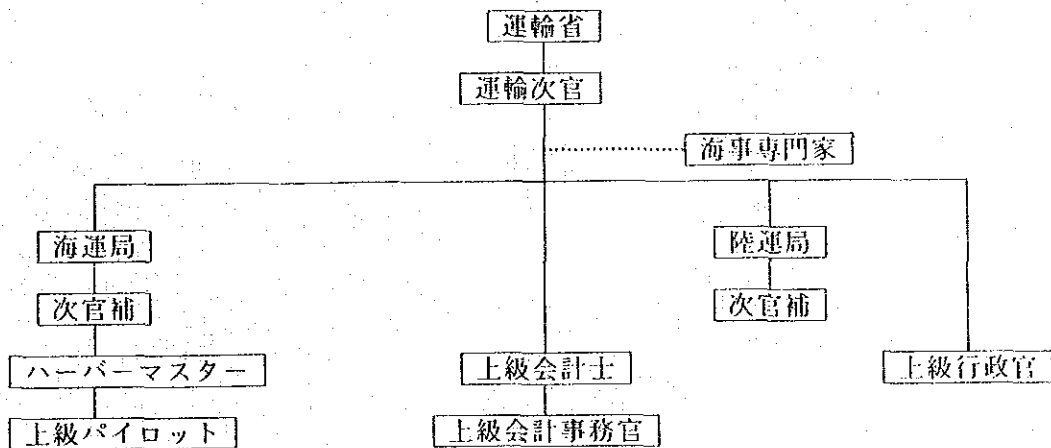 運輸省
運輸次官
海事専門家
海運局
陸運局
次官補
次官補
ハーバーマスター
上級会計士
上級行政官
上級パイロット
上級会計事務官